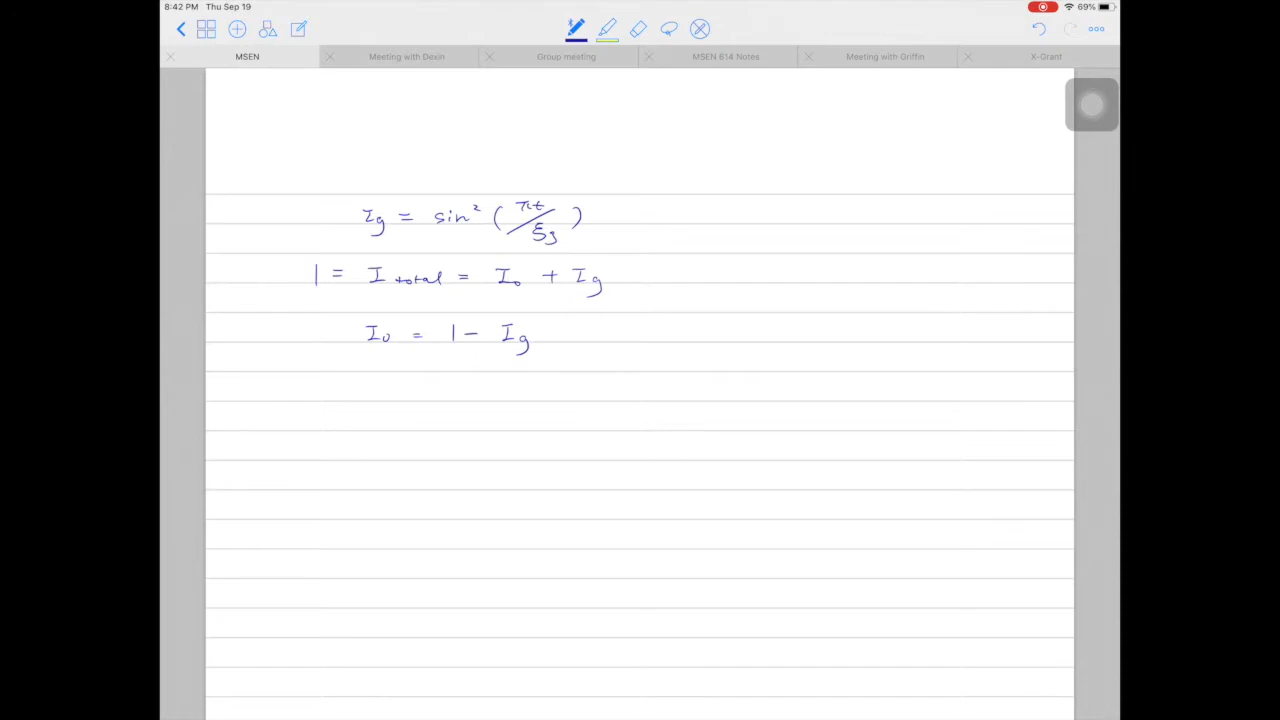 8:42 PM Thu Sep 19 69%
MSEN Meeting with Dexin Group meeting MSEN 614 Notes Meeting with Griffin X-Grant
Ig = sin² (πt/ξg)
1 = I total = I₀ + Ig
I₀ = 1 - Ig